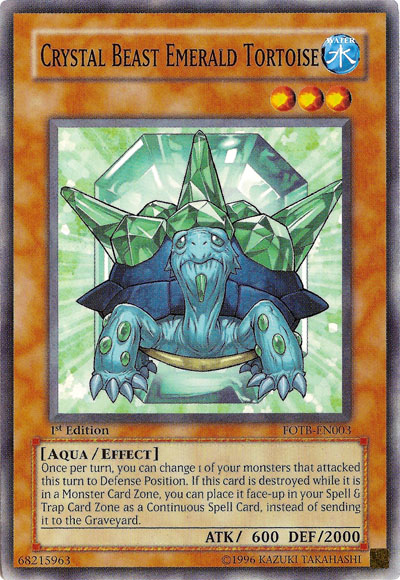 CRYSTAL BEAST EMERALD TORTOISE
WATER
水
1st Edition
FOTB-EN003
[AQUA / EFFECT]
Once per turn, you can change 1 of your monsters that attacked
this turn to Defense Position. If this card is destroyed while it is
in a Monster Card Zone, you can place it face-up in your Spell &
Trap Card Zone as a Continuous Spell Card, instead of sending
it to the Graveyard.
ATK/ 600 DEF/2000
68215963
©1996 KAZUKI TAKAHASHI